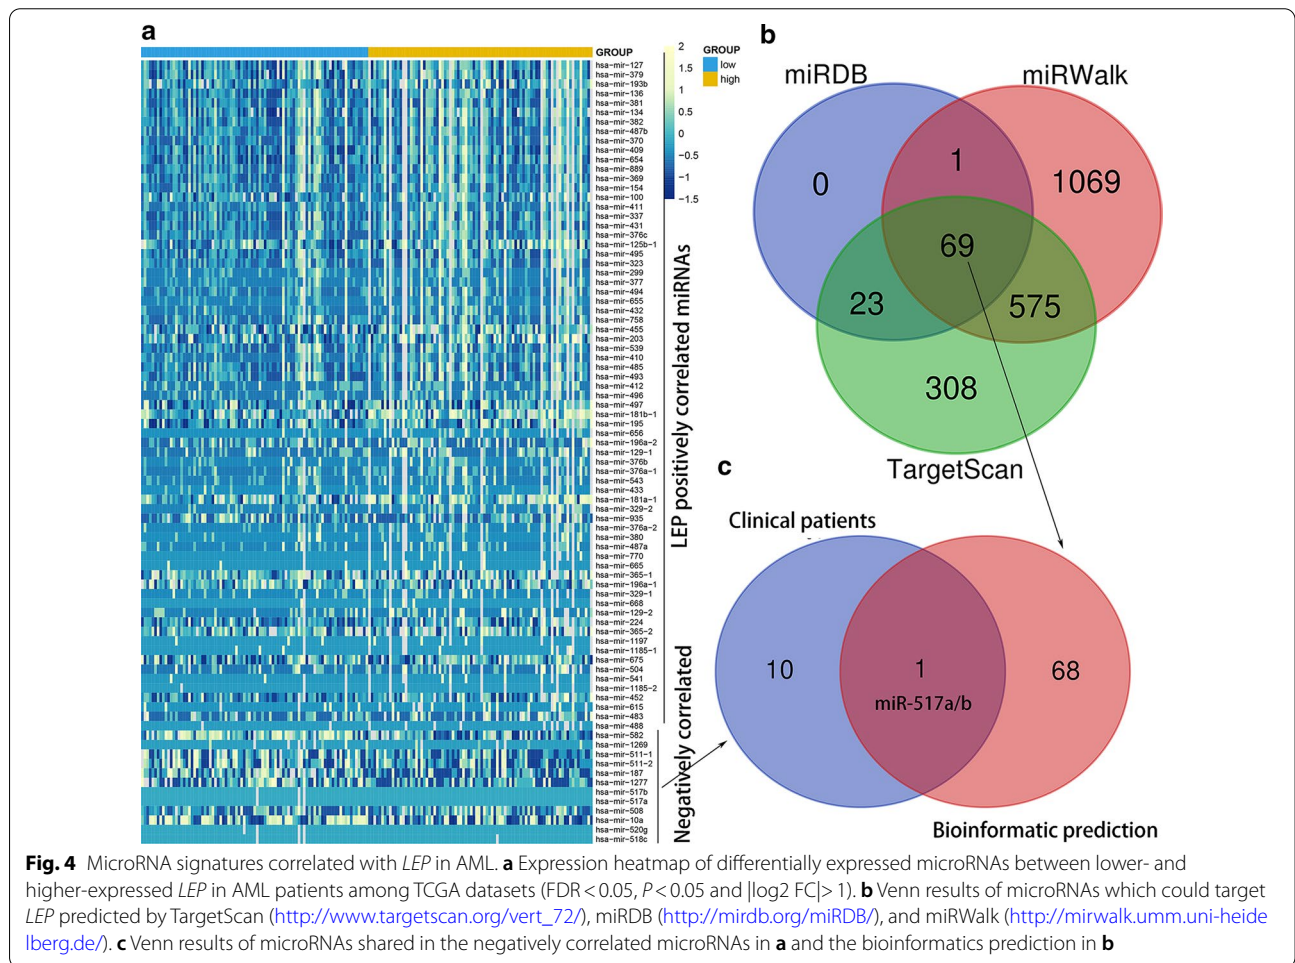 a
GROUP
hsa-mir-127
hsa-mir-379
hsa-mir-193b
hsa-mir-136
hsa-mir-381
hsa-mir-134
hsa-mir-382
hsa-mir-487b
hsa-mir-370
hsa-mir-409
hsa-mir-654
hsa-mir-889
hsa-mir-369
hsa-mir-154
hsa-mir-100
hsa-mir-411
hsa-mir-337
hsa-mir-431
hsa-mir-376c
hsa-mir-125b-1
hsa-mir-495
hsa-mir-323
hsa-mir-299
hsa-mir-377
hsa-mir-494
hsa-mir-655
hsa-mir-432
hsa-mir-758
hsa-mir-455
hsa-mir-203
hsa-mir-539
hsa-mir-410
hsa-mir-485
hsa-mir-493
hsa-mir-412
hsa-mir-496
hsa-mir-497
hsa-mir-181b-1
hsa-mir-195
hsa-mir-656
hsa-mir-196a-2
hsa-mir-129-1
hsa-mir-376b
hsa-mir-376a-1
hsa-mir-543
hsa-mir-433
hsa-mir-181a-1
hsa-mir-329-2
hsa-mir-935
hsa-mir-376a-2
hsa-mir-380
hsa-mir-487a
hsa-mir-770
hsa-mir-665
hsa-mir-365-1
hsa-mir-196a-1
hsa-mir-329-1
hsa-mir-668
hsa-mir-129-2
hsa-mir-224
hsa-mir-365-2
hsa-mir-1197
hsa-mir-1185-1
hsa-mir-675
hsa-mir-504
hsa-mir-541
hsa-mir-1185-2
hsa-mir-452
hsa-mir-615
hsa-mir-483
hsa-mir-488
hsa-mir-582
hsa-mir-1269
hsa-mir-511-1
hsa-mir-511-2
hsa-mir-187
hsa-mir-1277
hsa-mir-517b
hsa-mir-517a
hsa-mir-508
hsa-mir-10a
hsa-mir-520g
hsa-mir-518c
2
1.5
1
0.5
0
-0.5
-1
-1.5
GROUP
low
high
LEP positively correlated miRNAs
Negatively correlated
b
miRDB
miRWalk
0
1
1069
69
23
575
308
TargetScan
c
Clinical patients
10
1
68
miR-517a/b
Bioinformatic prediction
Fig. 4 MicroRNA signatures correlated with LEP in AML. a Expression heatmap of differentially expressed microRNAs between lower- and
higher-expressed LEP in AML patients among TCGA datasets (FDR < 0.05, P < 0.05 and |log2 FC| > 1). b Venn results of microRNAs which could target
LEP predicted by TargetScan (http://www.targetscan.org/vert_72/), miRDB (http://mirdb.org/miRDB/), and miRWalk (http://mirwalk.umm.uni-heide
lberg.de/). c Venn results of microRNAs shared in the negatively correlated microRNAs in a and the bioinformatics prediction in b